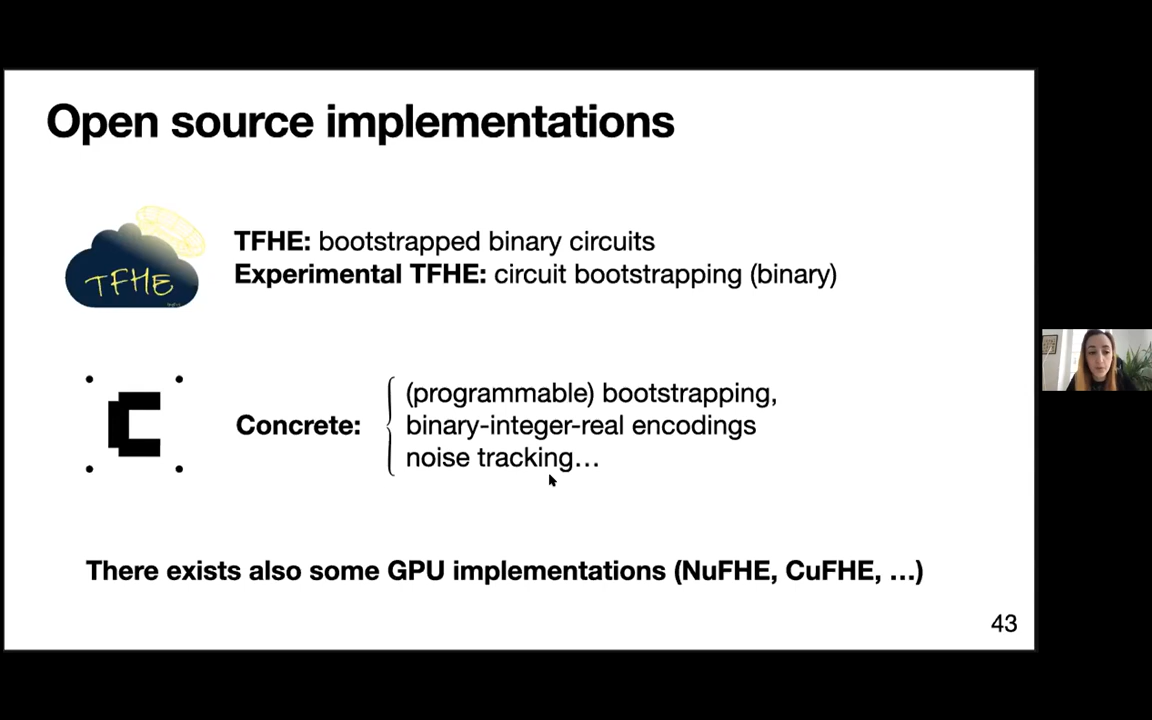 Open source implementations
TFHE
TFHE: bootstrapped binary circuits
Experimental TFHE: circuit bootstrapping (binary)
Concrete:
(programmable) bootstrapping,
binary-integer-real encodings
noise tracking…
There exists also some GPU implementations (NuFHE, CuFHE, …)
43